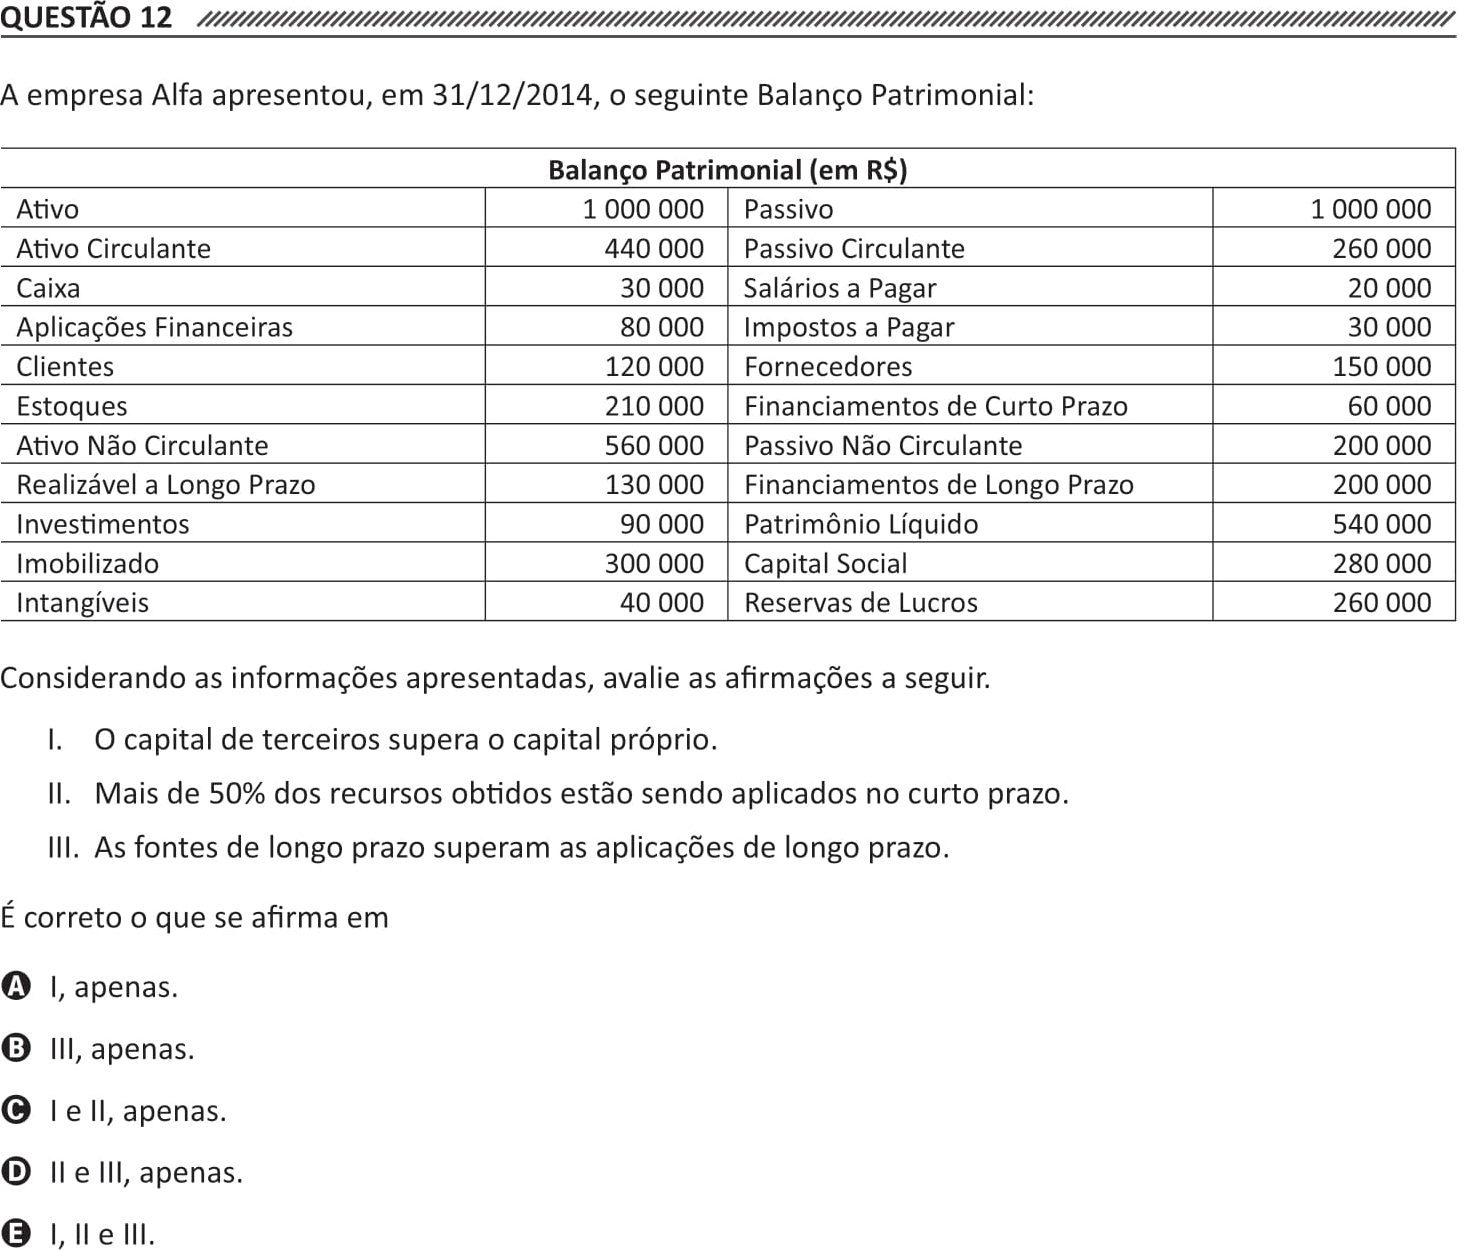 QUESTÃO 12
A empresa Alfa apresentou, em 31/12/2014, o seguinte Balanço Patrimonial:
Balanço Patrimonial (em R$)
Ativo 1 000 000 Passivo 1 000 000
Ativo Circulante 440 000 Passivo Circulante 260 000
Caixa 30 000 Salários a Pagar 20 000
Aplicações Financeiras 80 000 Impostos a Pagar 30 000
Clientes 120 000 Fornecedores 150 000
Estoques 210 000 Financiamentos de Curto Prazo 60 000
Ativo Não Circulante 560 000 Passivo Não Circulante 200 000
Realizável a Longo Prazo 130 000 Financiamentos de Longo Prazo 200 000
Investimentos 90 000 Patrimônio Líquido 540 000
Imobilizado 300 000 Capital Social 280 000
Intangíveis 40 000 Reservas de Lucros 260 000
Considerando as informações apresentadas, avalie as afirmações a seguir.
I. O capital de terceiros supera o capital próprio.
II. Mais de 50% dos recursos obtidos estão sendo aplicados no curto prazo.
III. As fontes de longo prazo superam as aplicações de longo prazo.
É correto o que se afirma em
A I, apenas.
B III, apenas.
C I e II, apenas.
D II e III, apenas.
E I, II e III.